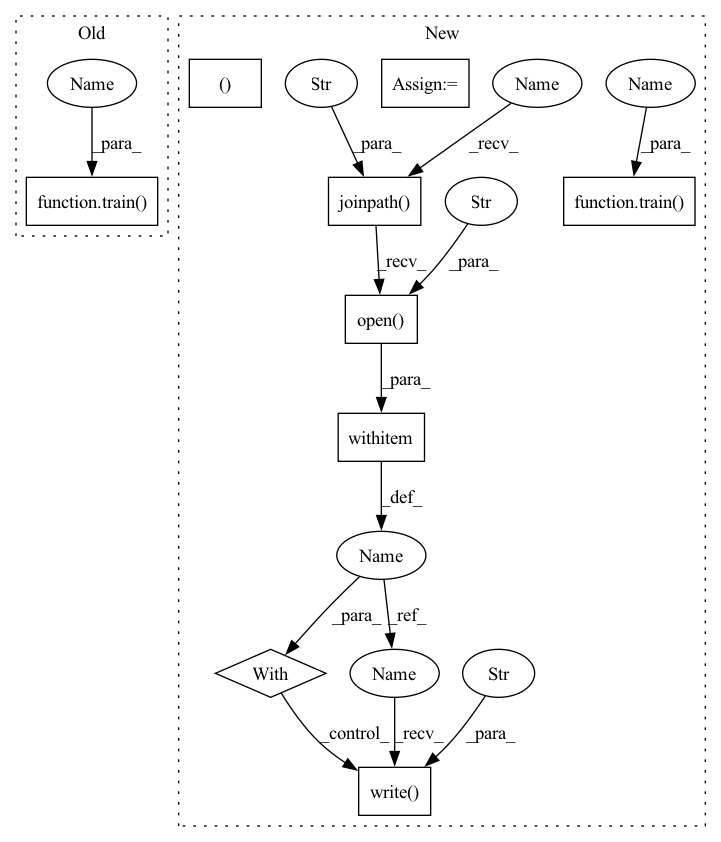 Old
New
Name
()
Str
Assign:=
Name
Name
_para_
_para_
_recv_
_para_
function.train()
joinpath()
Str
function.train()
_recv_
_para_
open()
_para_
withitem
_def_
Name
_para_
_ref_
With
Name
Str
_control_
_recv_
_para_
write()